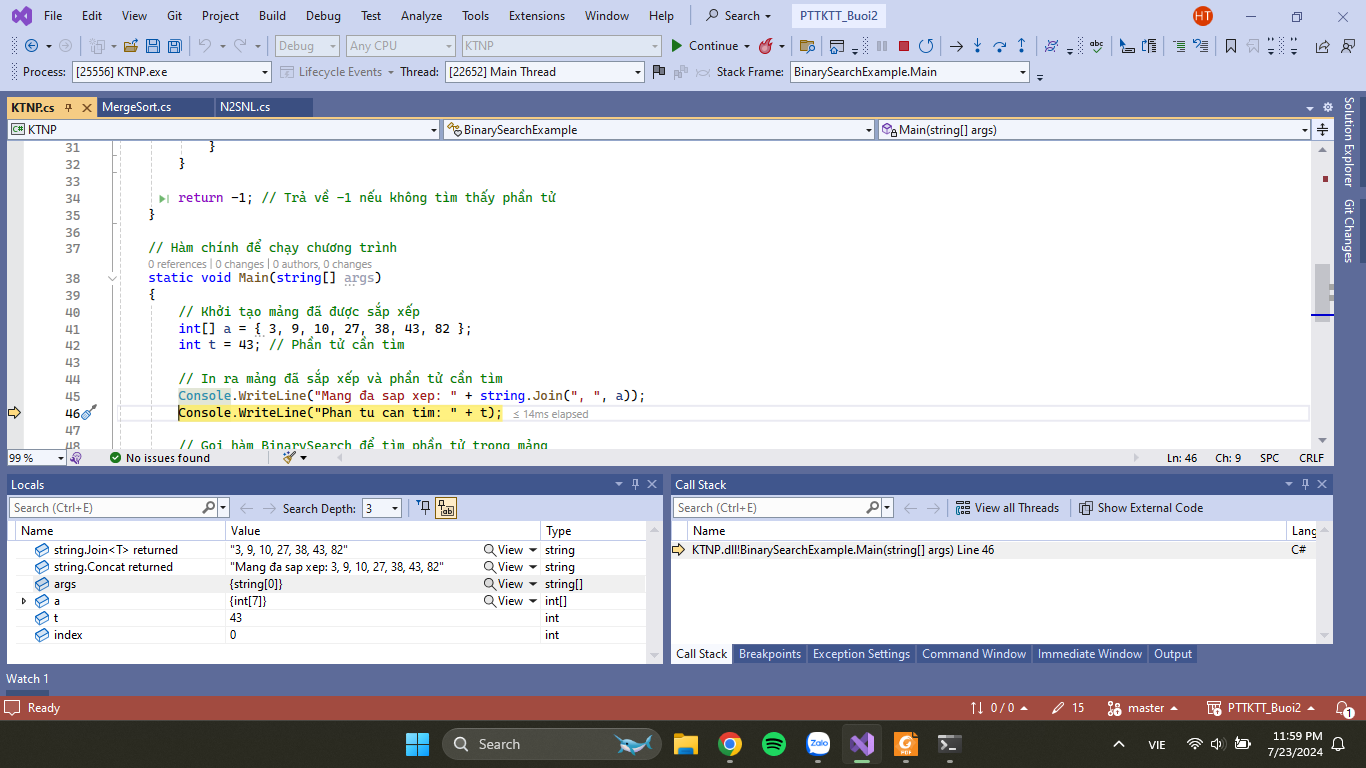 File Edit View Git Project Build Debug Test Analyze Tools Extensions Window Help Search PTTKTT_Buoi2 HT
Debug Any CPU KTNP Continue
Process: [25556] KTNP.exe Lifecycle Events Thread: [22652] Main Thread Stack Frame: BinarySearchExample.Main
KTNP.cs MergeSort.cs N2SNL.cs
C# KTNP BinarySearchExample Main(string[] args)
31 }
32 }
33
34 return -1; // Trả về -1 nếu không tìm thấy phần tử
35 }
36
37 // Hàm chính để chạy chương trình
0 references | 0 changes | 0 authors, 0 changes
38 static void Main(string[] args)
39 {
40 // Khởi tạo mảng đã được sắp xếp
41 int[] a = { 3, 9, 10, 27, 38, 43, 82 };
42 int t = 43; // Phần tử cần tìm
43
44 // In ra mảng đã sắp xếp và phần tử cần tìm
45 Console.WriteLine("Mang đa sap xep: " + string.Join(", ", a));
46 Console.WriteLine("Phan tu can tim: " + t); ≤ 14ms elapsed
47
48 // Gọi hàm BinarySearch để tìm phần tử trong mảng
99 % No issues found Ln: 46 Ch: 9 SPC CRLF
Solution Explorer
Git Changes
Locals
Search (Ctrl+E) Search Depth: 3
Name Value Type
string.Join<T> returned "3, 9, 10, 27, 38, 43, 82" View string
string.Concat returned "Mang đa sap xep: 3, 9, 10, 27, 38, 43, 82" View string
args {string[0]} View string[]
a {int[7]} View int[]
t 43 int
index 0 int
Call Stack
Search (Ctrl+E) View all Threads Show External Code
Name Lang
KTNP.dll!BinarySearchExample.Main(string[] args) Line 46 C#
Call Stack Breakpoints Exception Settings Command Window Immediate Window Output
Watch 1
Ready 0 / 0 15 master PTTKTT_Buoi2 1
Search Zalo PDF VIE 11:59 PM
7/23/2024